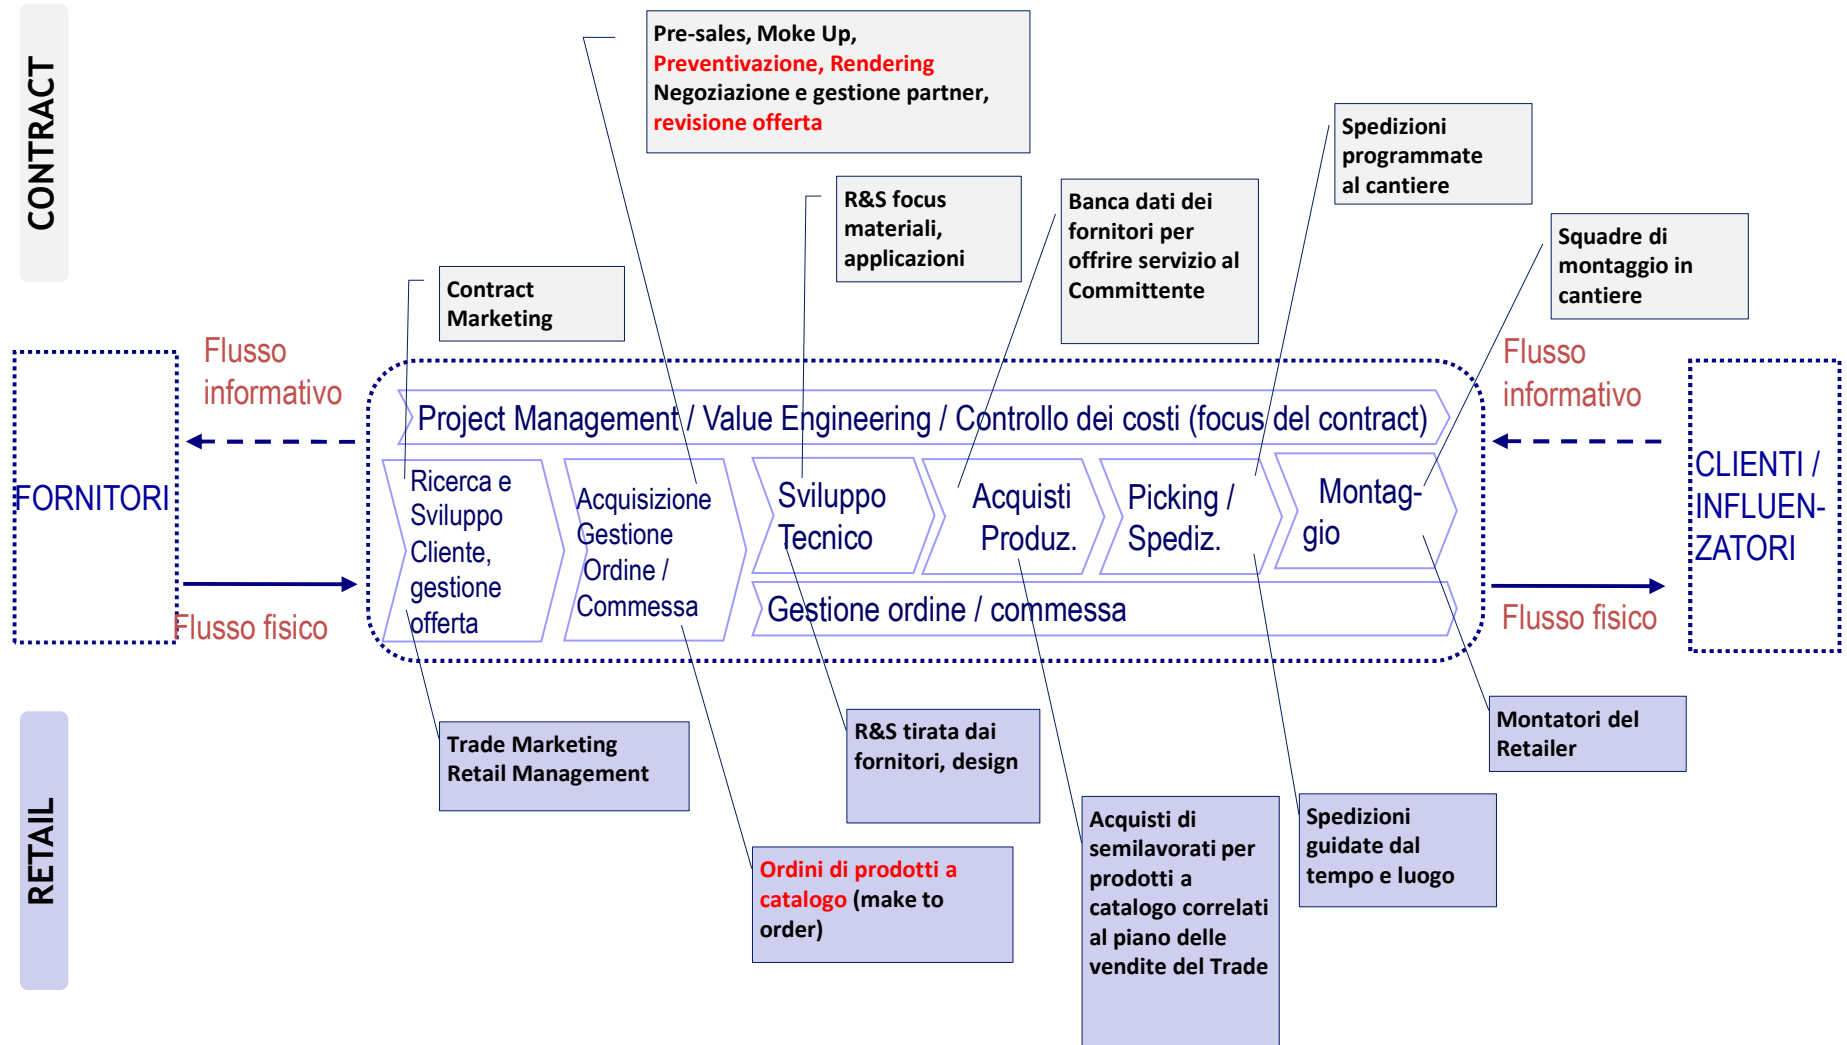 CONTRACT
Pre-sales, Moke Up,
Preventivazione, Rendering
Negoziazione e gestione partner,
revisione offerta
Spedizioni
programmate
al cantiere
R&S focus
materiali,
applicazioni
Banca dati dei
fornitori per
offrire servizio al
Committente
Squadre di
montaggio in
cantiere
Contract
Marketing
Flusso
informativo
Flusso
informativo
Project Management / Value Engineering / Controllo dei costi (focus del contract)
FORNITORI
Ricerca e
Sviluppo
Cliente,
gestione
offerta
Acquisizione
Gestione
Ordine /
Commessa
Sviluppo
Tecnico
Acquisti
Produz.
Picking /
Spediz.
Montag-
gio
CLIENTI /
INFLUEN-
ZATORI
Gestione ordine / commessa
Flusso fisico
Flusso fisico
RETAIL
Trade Marketing
Retail Management
R&S tirata dai
fornitori, design
Montatori del
Retailer
Ordini di prodotti a
catalogo (make to
order)
Acquisti di
semilavorati per
prodotti a
catalogo correlati
al piano delle
vendite del Trade
Spedizioni
guidate dal
tempo e luogo